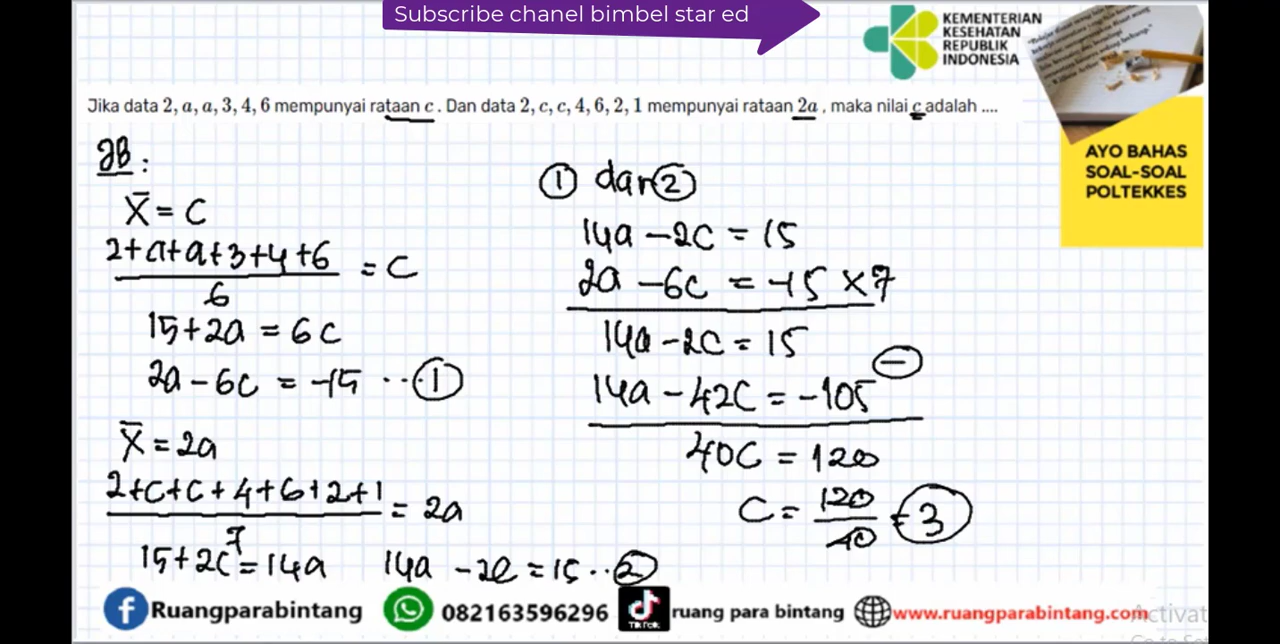 Subscribe chanel bimbel star ed
KEMENTERIAN
KESEHATAN
REPUBLIK
INDONESIA
Jika data 2, a, a, 3, 4, 6 mempunyai rataan c. Dan data 2, c, c, 4, 6, 2, 1 mempunyai rataan 2a, maka nilai c adalah ....
AYO BAHAS
SOAL-SOAL
POLTEKKES
JB :
X̄ = C
2+a+a+3+4+6 / 6 = C
15+2a = 6C
2a - 6C = -15 ... ①
X̄ = 2a
2+C+C+4+6+2+1 / 7 = 2a
15+2C = 14a 14a - 2C = 15 .. ②
① dan ②
14a - 2C = 15
2a - 6C = -15 × 7
14a - 2C = 15
14a - 42C = -105 (-)
40C = 120
C = 120/40 = 3
Ruangparabintang
082163596296
TikTok
ruang para bintang
www.ruangparabintang.com